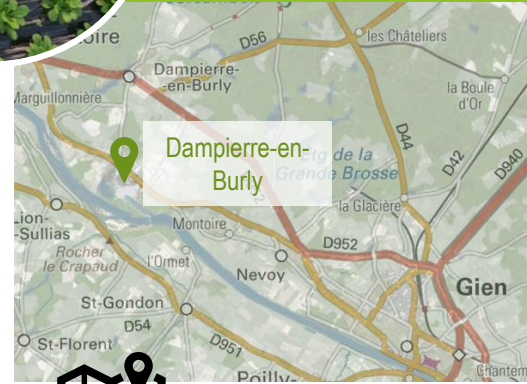 oire
D56
les Châteliers
Dampierre-
-en-Burly
la Boule
d'Or
Marguillonnière
D44
D42
D940
Dampierre-en-
Burly
Etg de la
Grande Brosse
la Glacière
Lion-
-Sullias
Montoire
Rocher
le Crapaud
l'Ormet
D952
Nevoy
Gien
St-Gondon
D54
St-Florent
D951
Poilly-
Chantem